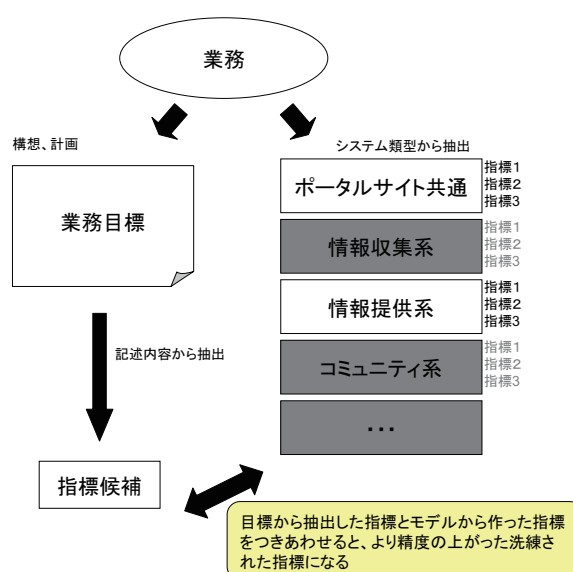 業務
構想、計画
業務目標
記述内容から抽出
指標候補
システム類型から抽出
ポータルサイト共通
指標1
指標2
指標3
情報収集系
指標1
指標2
指標3
情報提供系
指標1
指標2
指標3
コミュニティ系
指標1
指標2
指標3
・・・
目標から抽出した指標とモデルから作った指標
をつきあわせると、より精度の上がった洗練さ
れた指標になる